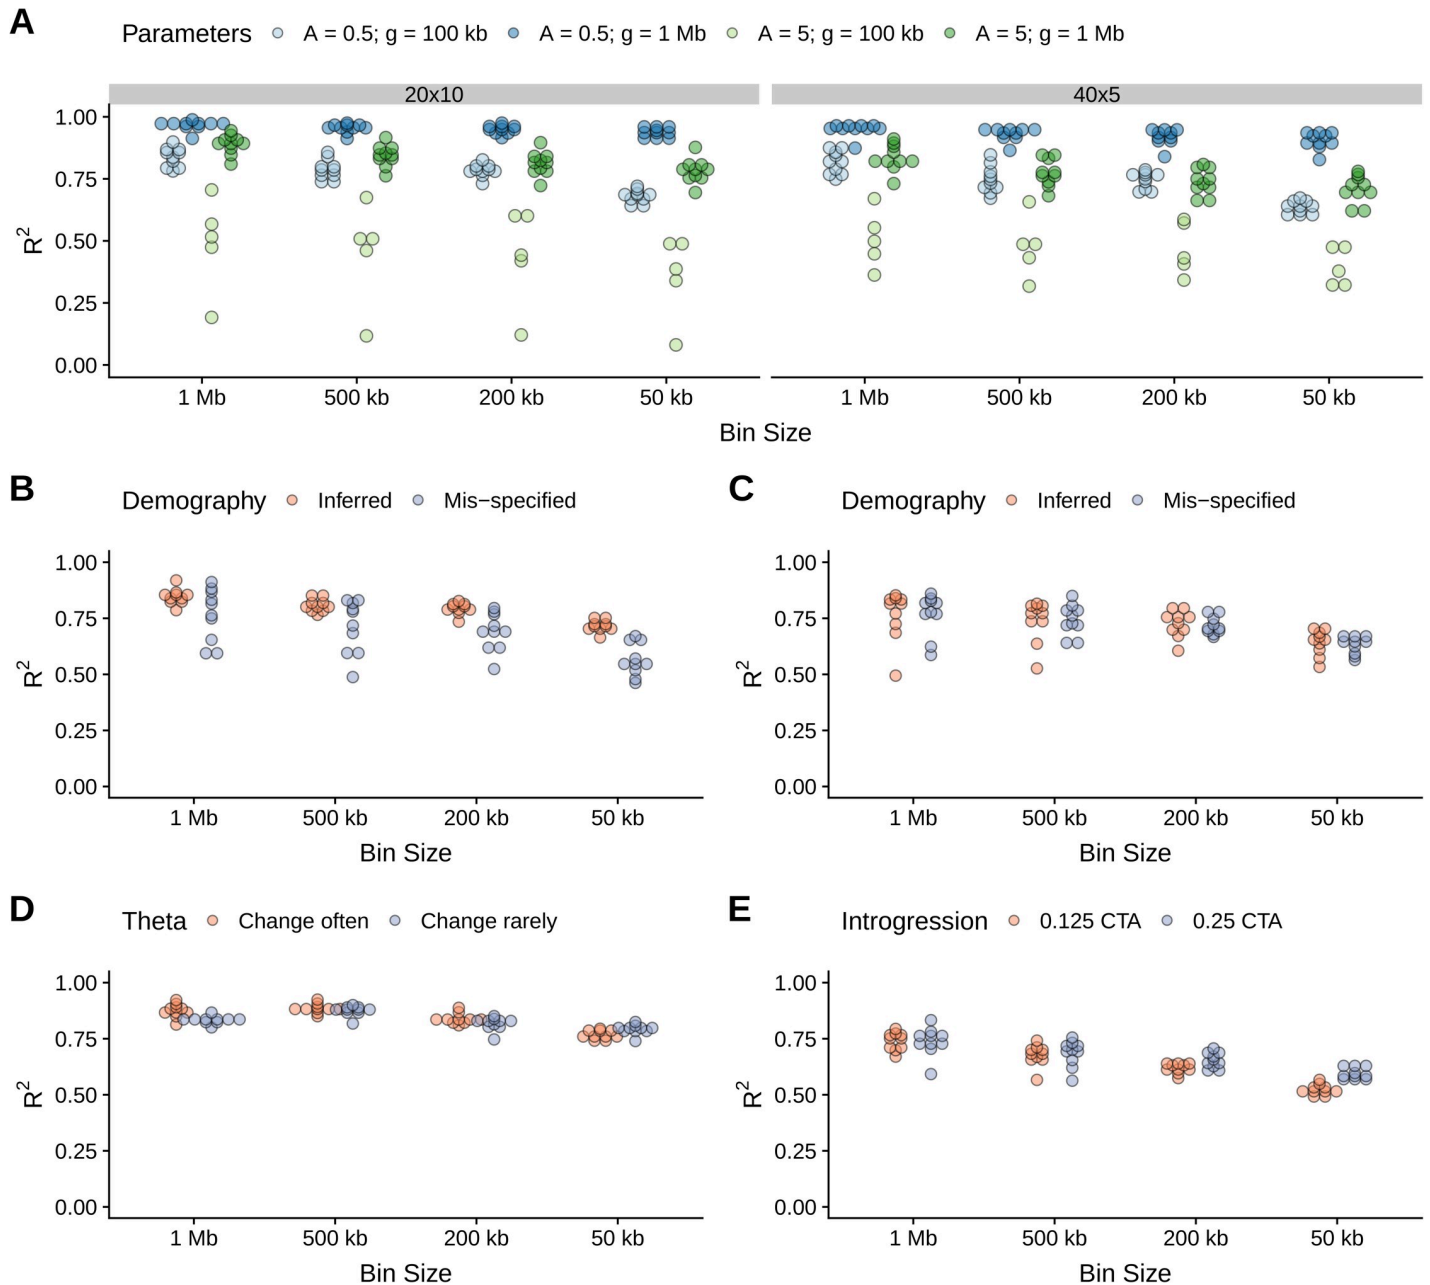 A
Parameters A = 0.5; g = 100 kb A = 0.5; g = 1 Mb A = 5; g = 100 kb A = 5; g = 1 Mb
20x10 40x5
1.00
0.75
0.50
0.25
0.00
R²
1 Mb 500 kb 200 kb 50 kb 1 Mb 500 kb 200 kb 50 kb
Bin Size
B
Demography Inferred Mis−specified
1.00
0.75
0.50
0.25
0.00
R²
1 Mb 500 kb 200 kb 50 kb
Bin Size
C
Demography Inferred Mis−specified
1.00
0.75
0.50
0.25
0.00
R²
1 Mb 500 kb 200 kb 50 kb
Bin Size
D
Theta Change often Change rarely
1.00
0.75
0.50
0.25
0.00
R²
1 Mb 500 kb 200 kb 50 kb
Bin Size
E
Introgression 0.125 CTA 0.25 CTA
1.00
0.75
0.50
0.25
0.00
R²
1 Mb 500 kb 200 kb 50 kb
Bin Size